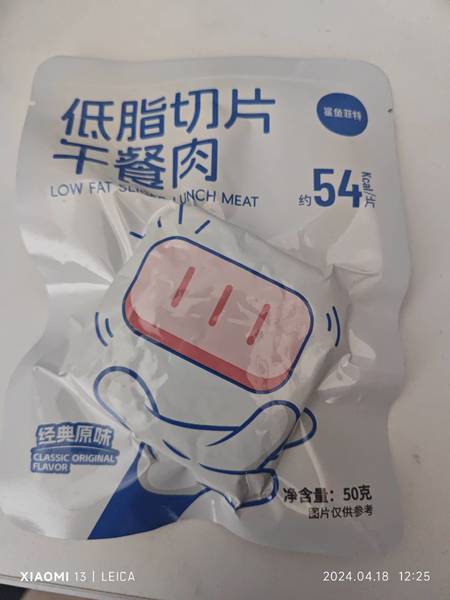 低脂切片
鲨鱼菲特
午餐肉
LOW FAT SLICED LUNCH MEAT
约54Kcal/片
经典原味
CLASSIC ORIGINAL
FLAVOR
净含量：50克
图片仅供参考
XIAOMI 13 | LEICA
2024.04.18 12:25